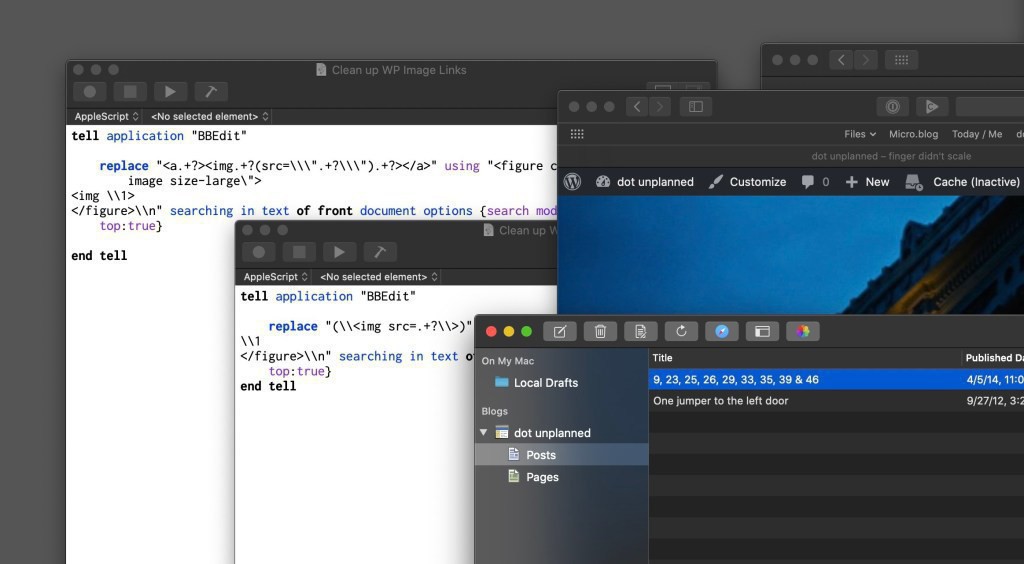 Clean up WP Image Links
AppleScript
<No selected element>
tell application "BBEdit"
replace "<a.+?><img.+?(src=\\\".+?\\\").+?></a>" using "<figure c
image size-large\">
<img \\1>
</figure>\\n" searching in text of front document options {search mod
top:true}
end tell
Clean up W
AppleScript
<No selected element>
tell application "BBEdit"
replace "(\\<img src=.+?\\>)"
\\1
</figure>\\n" searching in text o
top:true}
end tell
Files
Micro.blog
Today / Me
dot unplanned – finger didn't scale
dot unplanned
Customize
0
New
Cache (Inactive)
On My Mac
Local Drafts
Blogs
dot unplanned
Posts
Pages
Title
Published Da
9, 23, 25, 26, 29, 33, 35, 39 & 46
4/5/14, 11:0
One jumper to the left door
9/27/12, 3:2